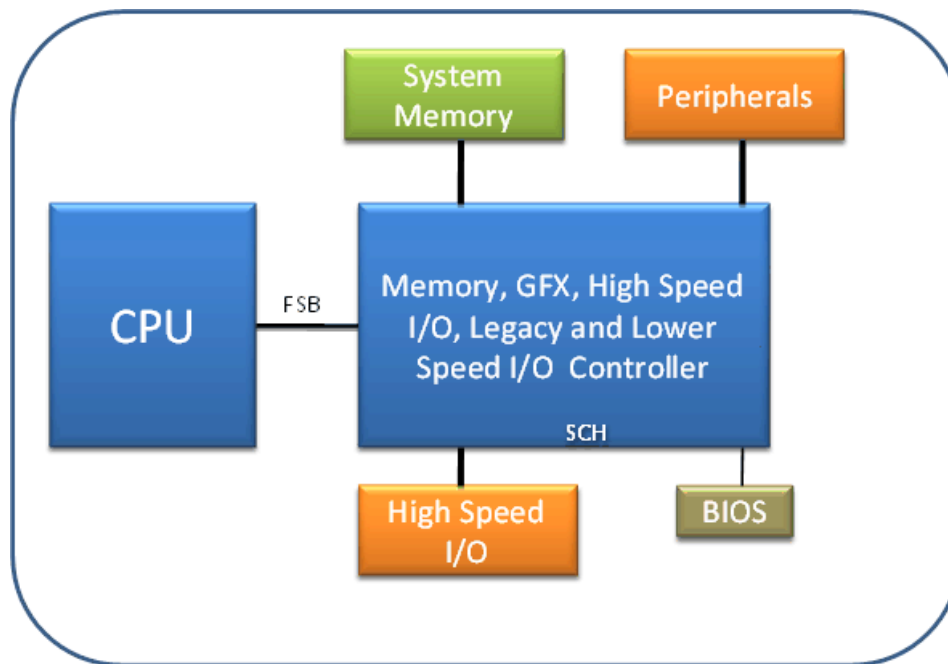 System
Memory
Peripherals
CPU
FSB
Memory, GFX, High Speed
I/O, Legacy and Lower
Speed I/O Controller
SCH
High Speed
I/O
BIOS